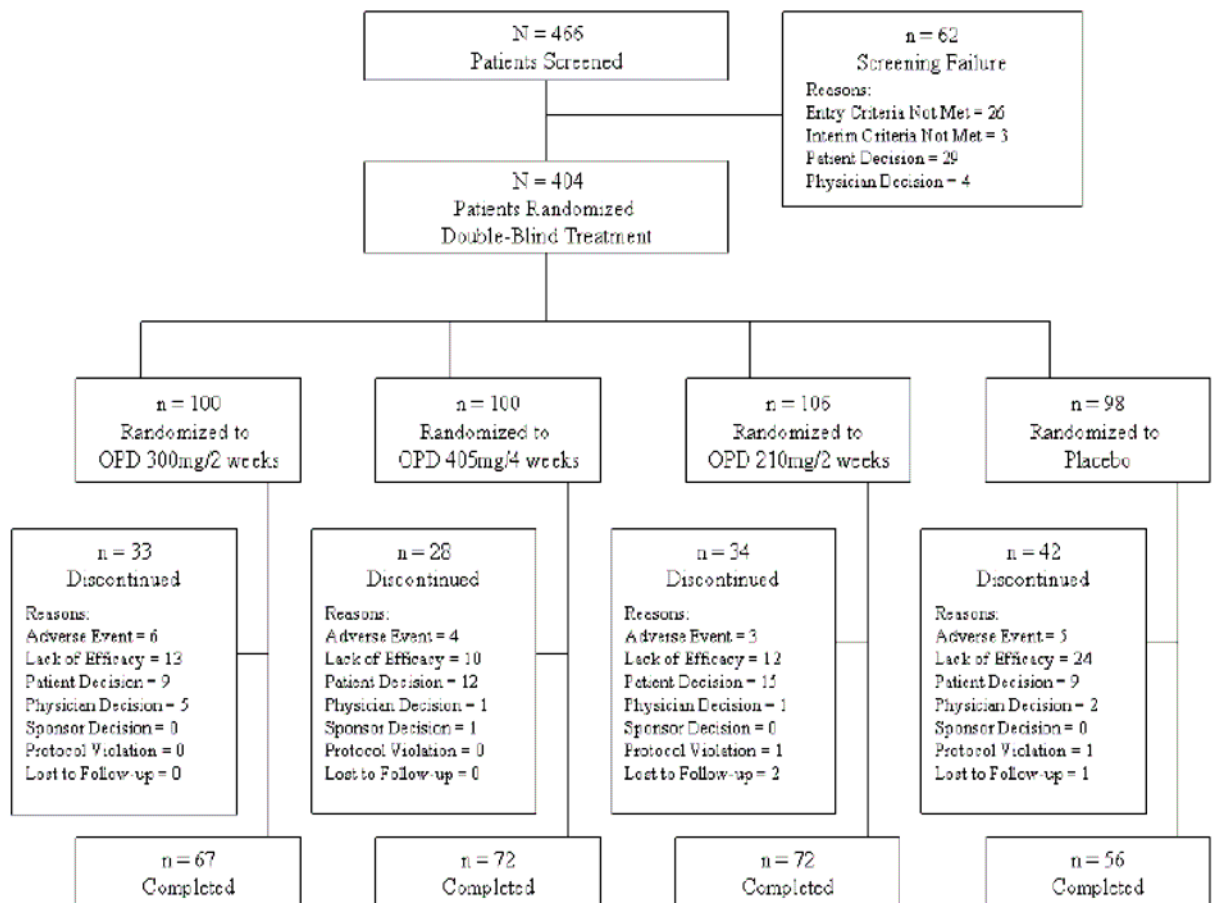 N = 466
Patients Screened
n = 62
Screening Failure
Reasons:
Entry Criteria Not Met = 26
Interim Criteria Not Met = 3
Patient Decision = 29
Physician Decision = 4
N = 404
Patients Randomized
Double-Blind Treatment
n = 100
Randomized to
OPD 300mg/2 weeks
n = 100
Randomized to
OPD 405mg/4 weeks
n = 106
Randomized to
OPD 210mg/2 weeks
n = 98
Randomized to
Placebo
n = 33
Discontinued
Reasons:
Adverse Event = 6
Lack of Efficacy = 13
Patient Decision = 9
Physician Decision = 5
Sponsor Decision = 0
Protocol Violation = 0
Lost to Follow-up = 0
n = 28
Discontinued
Reasons:
Adverse Event = 4
Lack of Efficacy = 10
Patient Decision = 12
Physician Decision = 1
Sponsor Decision = 1
Protocol Violation = 0
Lost to Follow-up = 0
n = 34
Discontinued
Reasons:
Adverse Event = 3
Lack of Efficacy = 12
Patient Decision = 15
Physician Decision = 1
Sponsor Decision = 0
Protocol Violation = 1
Lost to Follow-up = 2
n = 42
Discontinued
Reasons:
Adverse Event = 5
Lack of Efficacy = 24
Patient Decision = 9
Physician Decision = 2
Sponsor Decision = 0
Protocol Violation = 1
Lost to Follow-up = 1
n = 67
Completed
n = 72
Completed
n = 72
Completed
n = 56
Completed